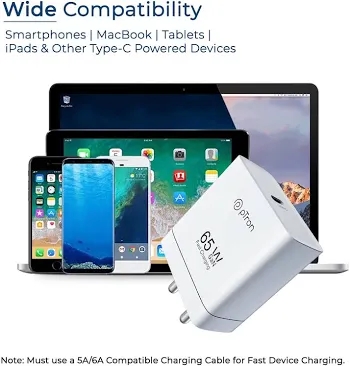 Wide Compatibility
Smartphones | MacBook | Tablets |
iPads & Other Type-C Powered Devices
pTron
65W
GaN
Fast Charging
Note: Must use a 5A/6A Compatible Charging Cable for Fast Device Charging.